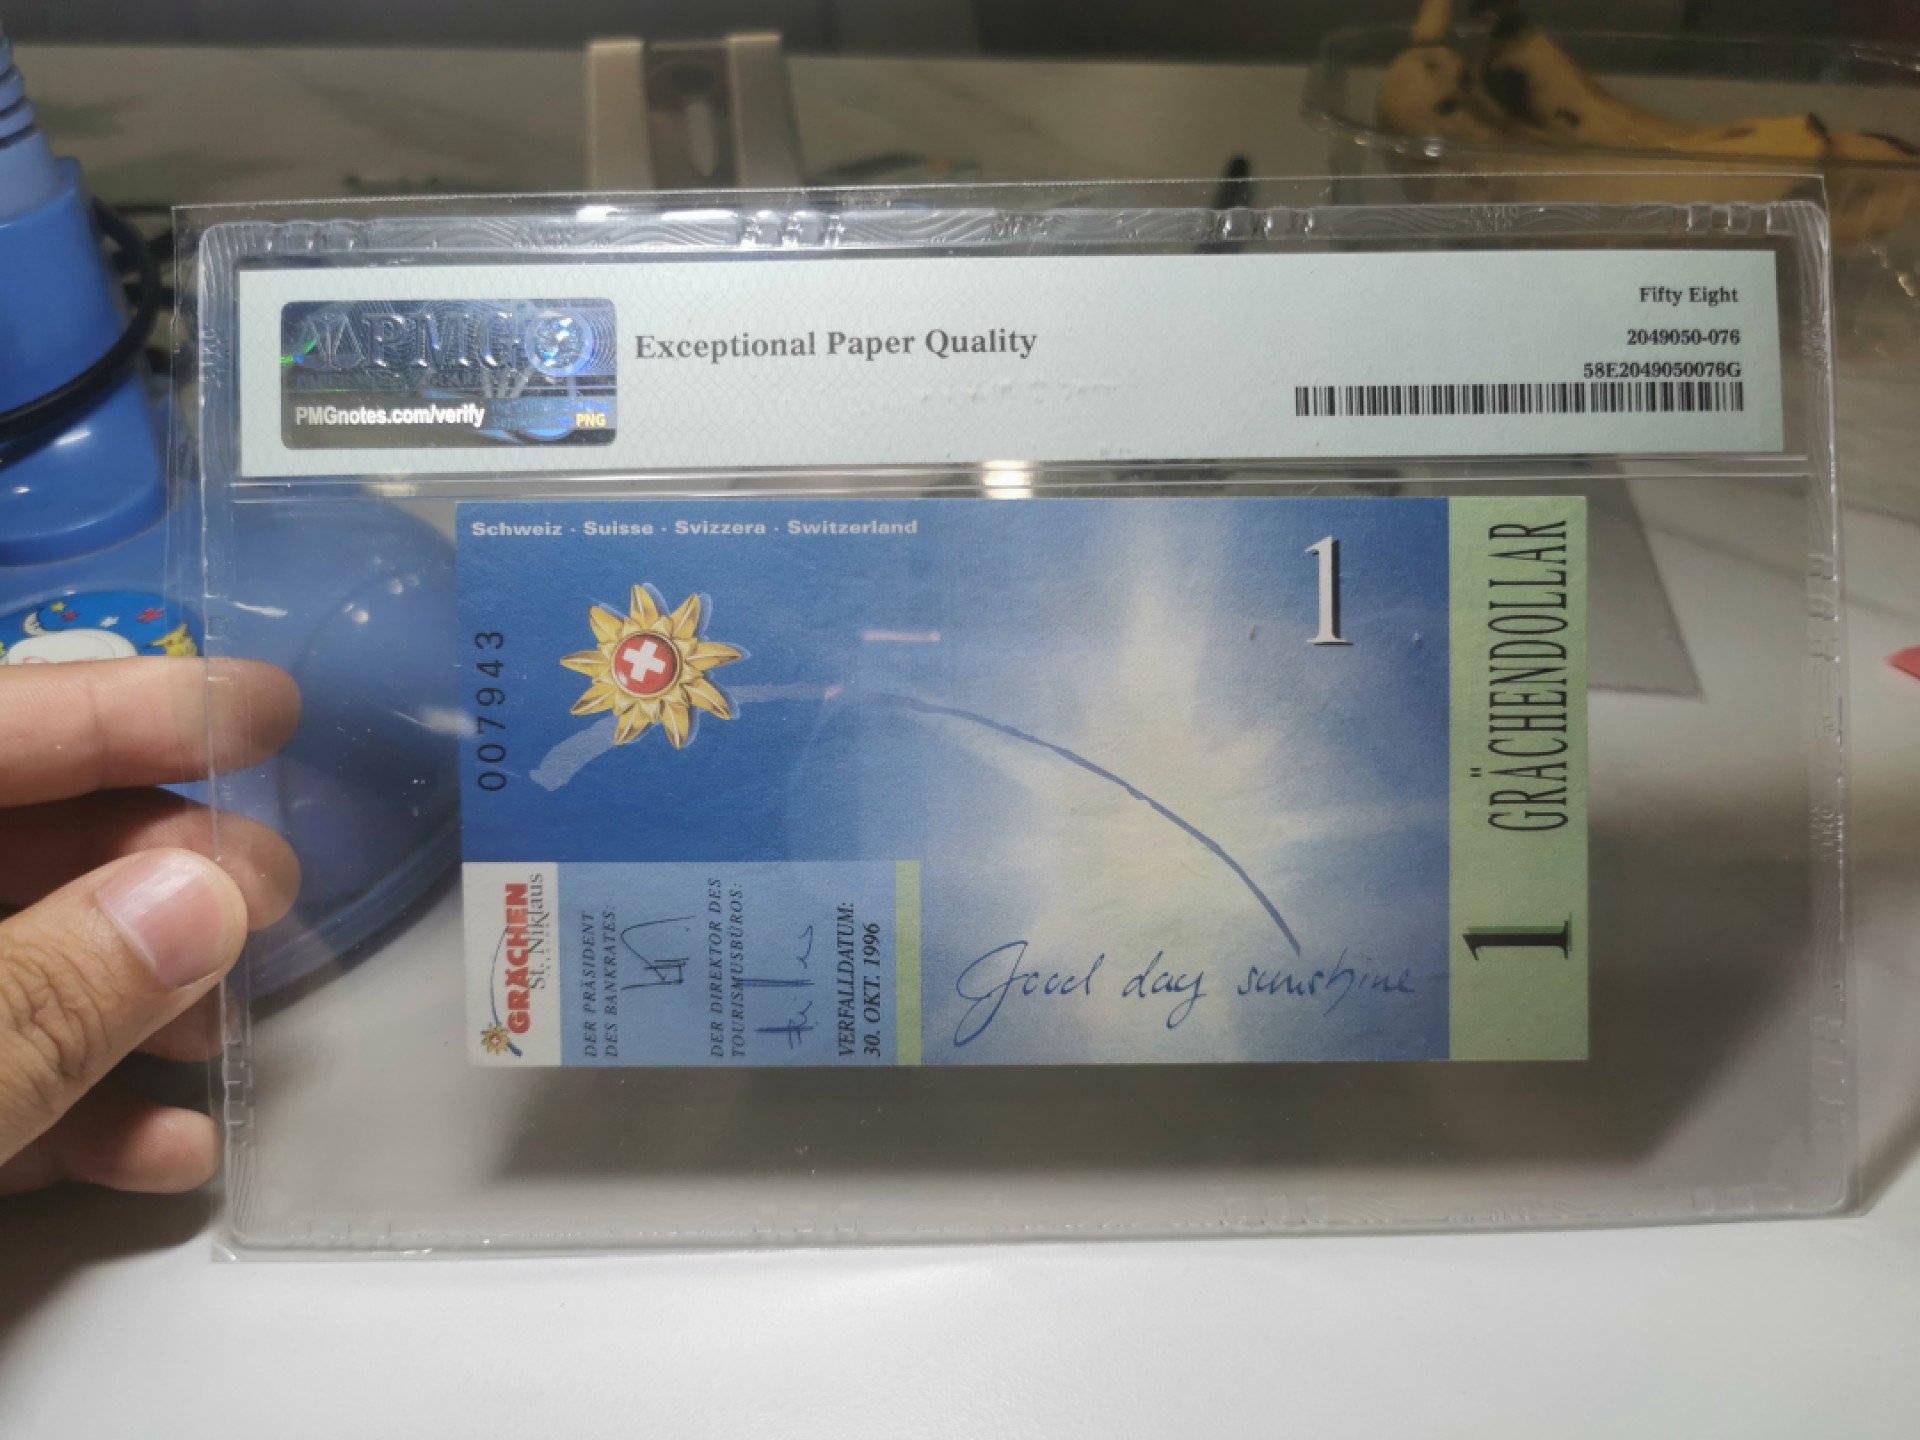 PMG
PMGnotes.com/verify
PNG
Exceptional Paper Quality
Fifty Eight
2049050-076
58E2049050076G
Schweiz · Suisse · Svizzera · Switzerland
1
007943
GRÄCHEN
St. Niklaus
DER PRÄSIDENT
DES BANKRATES:
DER DIREKTOR DES
TOURISMUSBÜROS:
VERFALLDATUM:
30. OKT. 1996
Good day sunshine
1 GRÄCHENDOLLAR